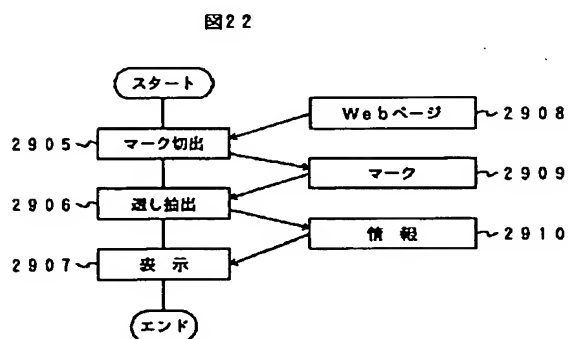 図22
スタート
Webページ
2908
2905
マーク切出
マーク
2909
2906
透し抽出
情 報
2910
2907
表 示
エンド